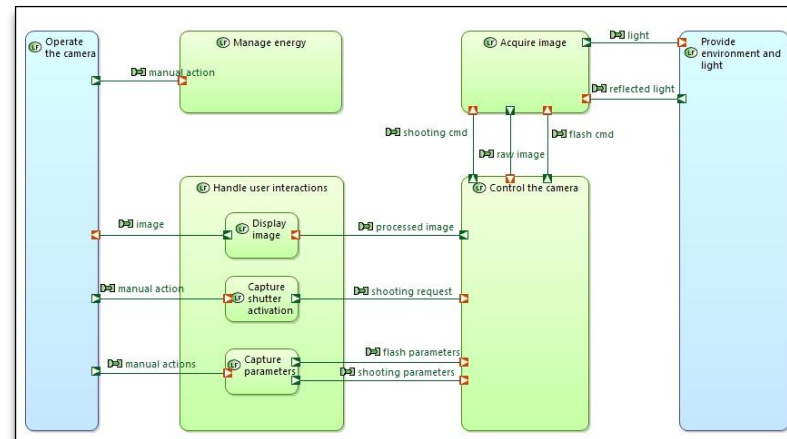 Operate
the camera
Manage energy
Acquire image
light
Provide
environment and
light
manual action
reflected light
shooting cmd
flash cmd
raw image
Handle user interactions
Control the camera
image
Display
image
processed image
manual action
Capture
shutter
activation
shooting request
manual actions
Capture
parameters
flash parameters
shooting parameters